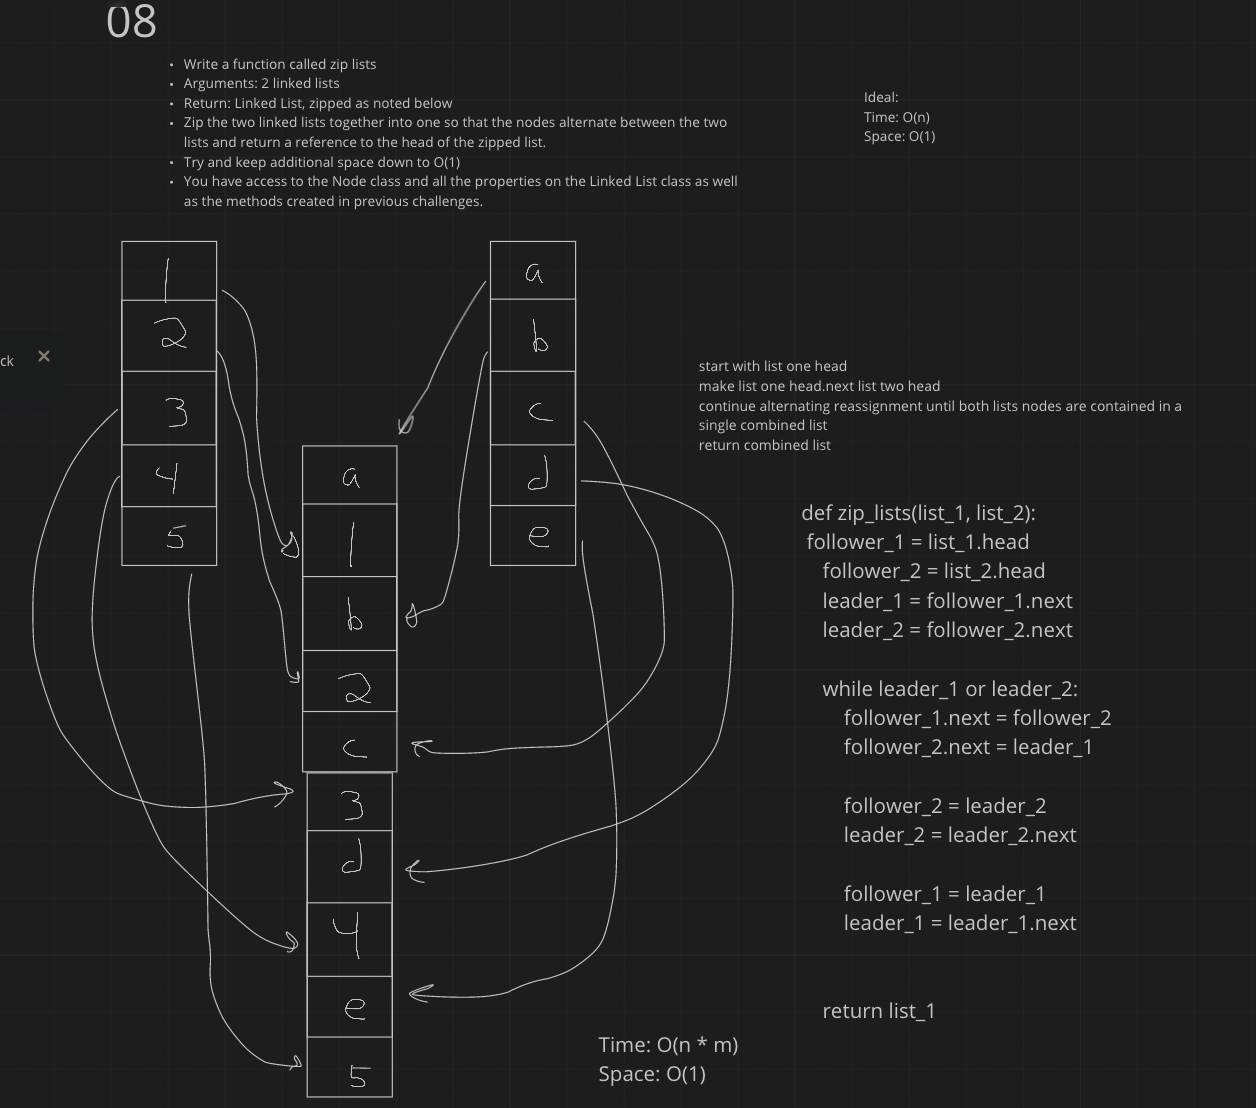 08
• Write a function called zip lists
• Arguments: 2 linked lists
• Return: Linked List, zipped as noted below
• Zip the two linked lists together into one so that the nodes alternate between the two
lists and return a reference to the head of the zipped list.
• Try and keep additional space down to O(1)
• You have access to the Node class and all the properties on the Linked List class as well
as the methods created in previous challenges.
Ideal:
Time: O(n)
Space: O(1)
1
2
3
4
5
a
b
c
d
e
ck
a
1
b
2
c
3
d
4
e
5
start with list one head
make list one head.next list two head
continue alternating reassignment until both lists nodes are contained in a
single combined list
return combined list
def zip_lists(list_1, list_2):
follower_1 = list_1.head
follower_2 = list_2.head
leader_1 = follower_1.next
leader_2 = follower_2.next
while leader_1 or leader_2:
follower_1.next = follower_2
follower_2.next = leader_1
follower_2 = leader_2
leader_2 = leader_2.next
follower_1 = leader_1
leader_1 = leader_1.next
return list_1
Time: O(n * m)
Space: O(1)